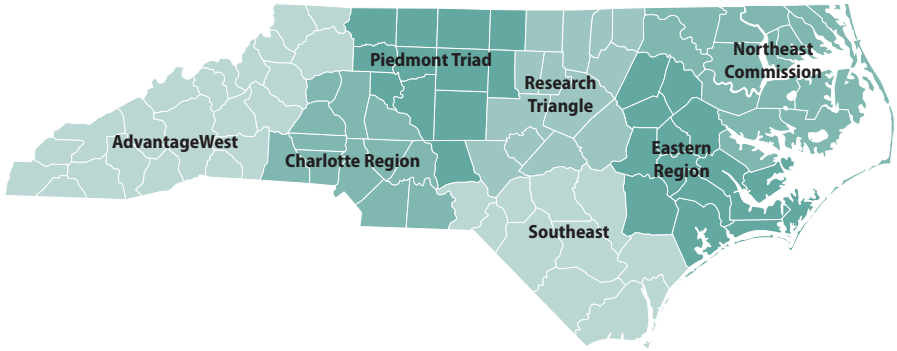 Northeast
Commission
Piedmont Triad
Research
Triangle
AdvantageWest
Charlotte Region
Eastern
Region
Southeast